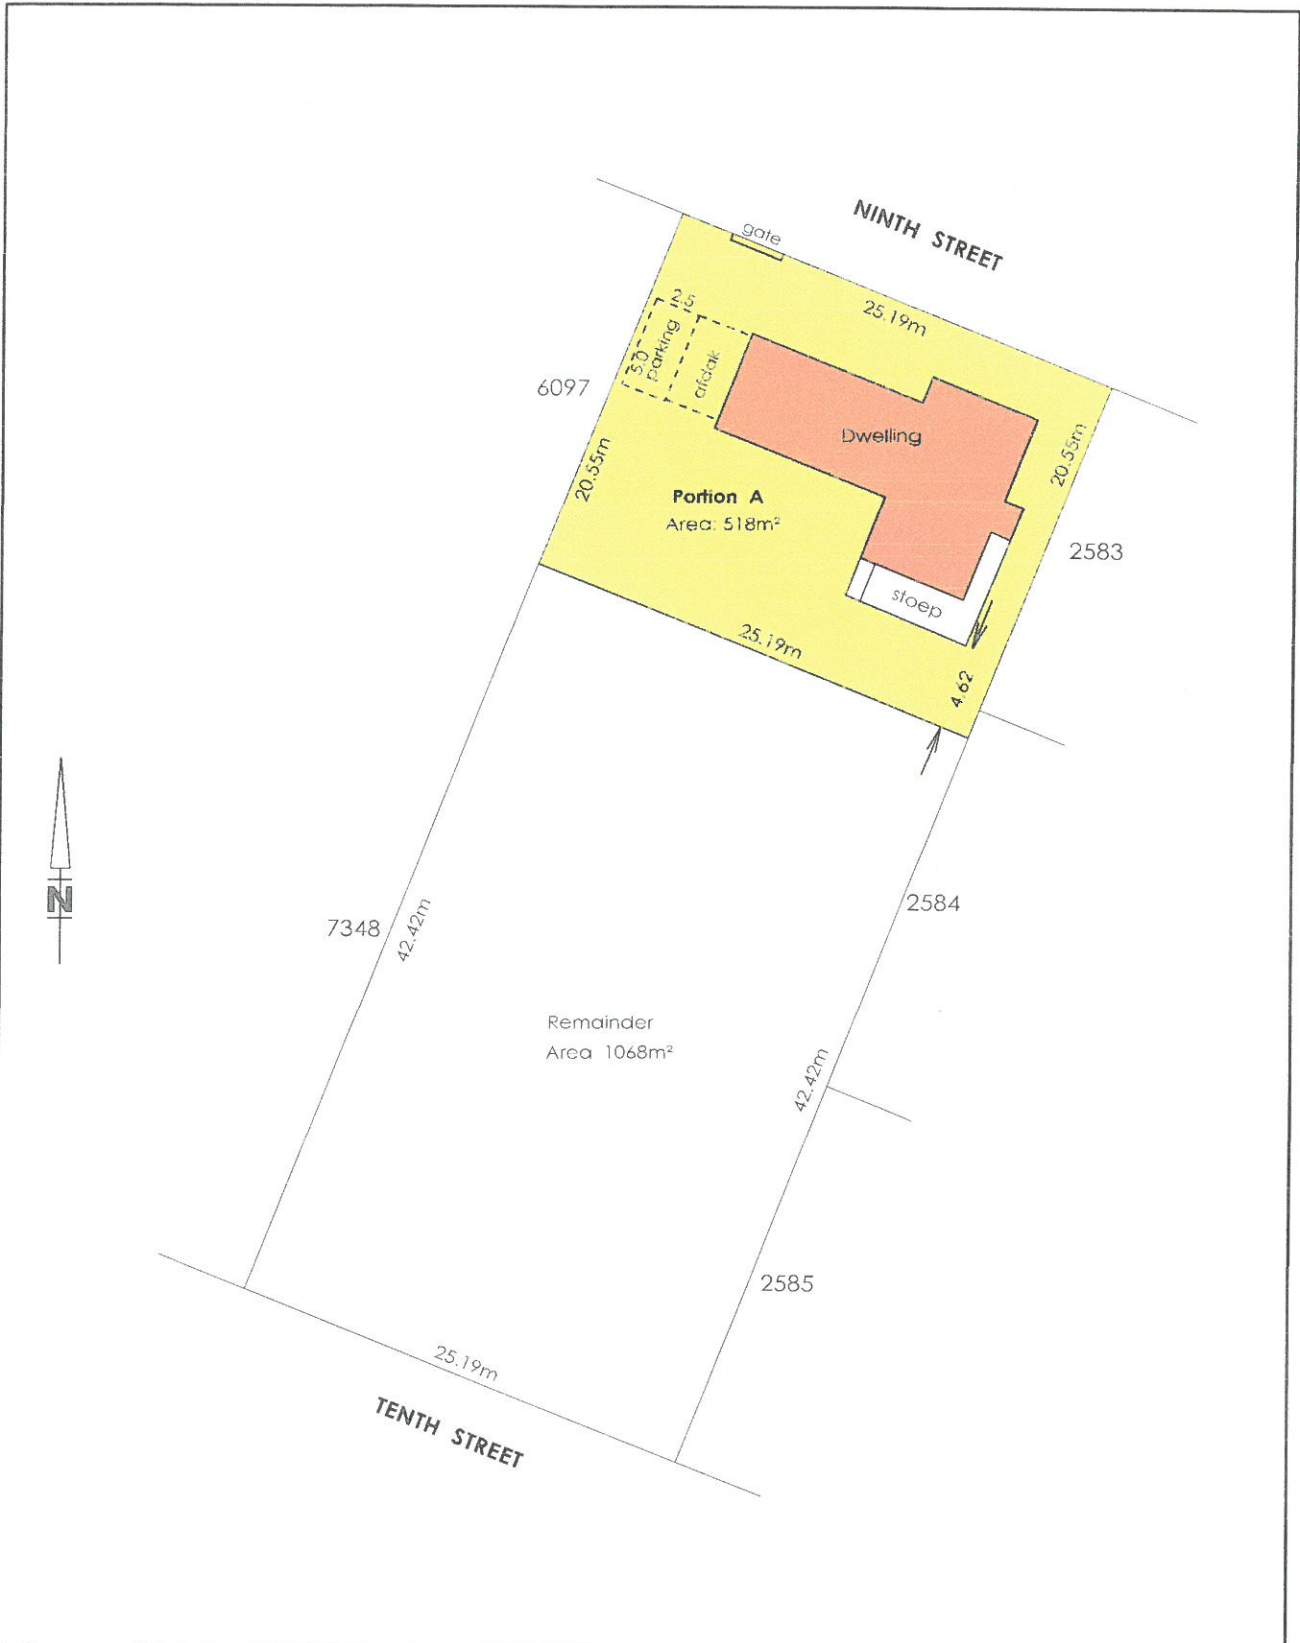 NINTH STREET
gate
25.19m
2.5
5.0
parking
afdak
6097
Dwelling
20.55m
20.55m
Portion A
Area: 518m²
2583
stoep
25.19m
4.62
N
7348
42.42m
2584
Remainder
Area 1068m²
42.42m
2585
25.19m
TENTH STREET